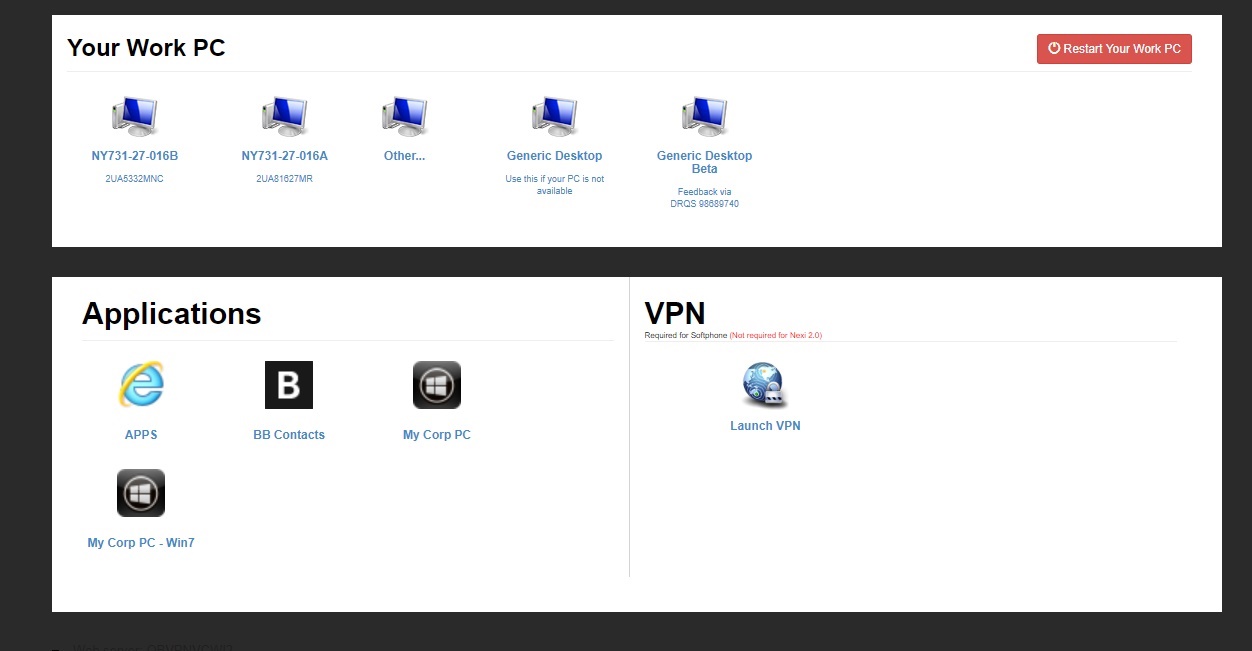 Your Work PC
Restart Your Work PC
NY731-27-016B
NY731-27-016A
Other...
Generic Desktop
Generic Desktop
Beta
2UA5332MNC
2UA81627MR
Use this if your PC is not
available
Feedback via
DRQS 98689740
Applications
VPN
Required for Softphone (Not required for Nexi 2.0)
B
APPS
BB Contacts
My Corp PC
Launch VPN
My Corp PC - Win7